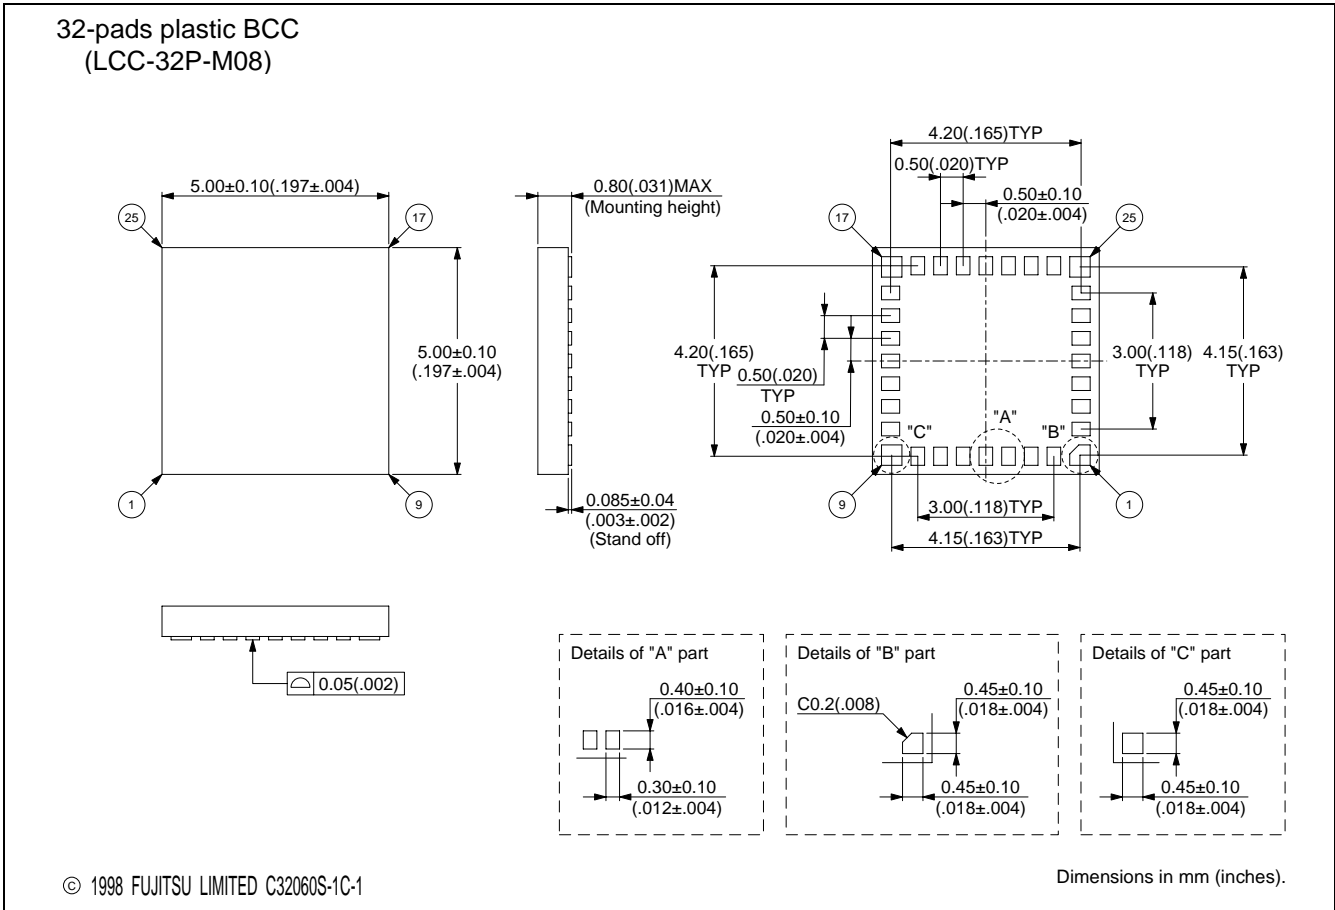 32-pads plastic BCC
(LCC-32P-M08)
5.00±0.10(.197±.004)
25
17
5.00±0.10
(.197±.004)
1
9
0.80(.031)MAX
(Mounting height)
0.085±0.04
(.003±.002)
(Stand off)
4.20(.165)TYP
0.50(.020)TYP
0.50±0.10
(.020±.004)
17
25
4.20(.165)
TYP
0.50(.020)
TYP
0.50±0.10
(.020±.004)
3.00(.118)
TYP
4.15(.163)
TYP
"C"
"A"
"B"
9
1
3.00(.118)TYP
4.15(.163)TYP
0.05(.002)
Details of "A" part
0.40±0.10
(.016±.004)
0.30±0.10
(.012±.004)
Details of "B" part
C0.2(.008)
0.45±0.10
(.018±.004)
0.45±0.10
(.018±.004)
Details of "C" part
0.45±0.10
(.018±.004)
0.45±0.10
(.018±.004)
© 1998 FUJITSU LIMITED C32060S-1C-1
Dimensions in mm (inches).